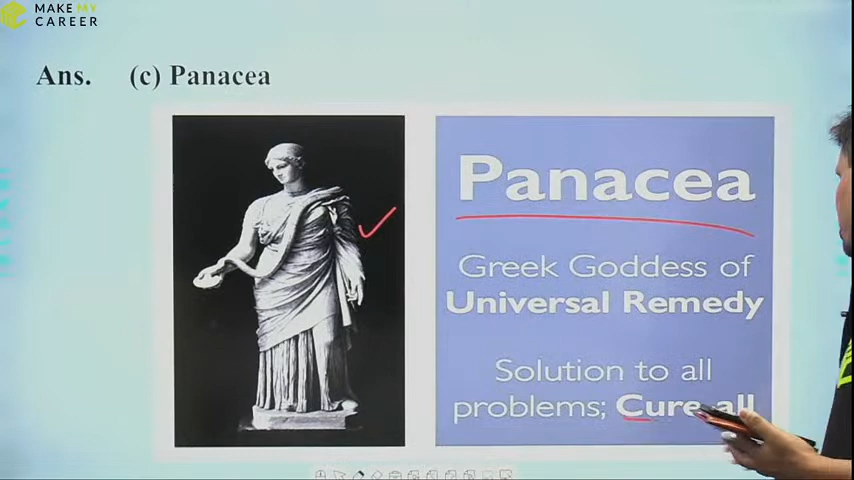 MAKE MY
CAREER
Ans. (c) Panacea
Panacea
Greek Goddess of
Universal Remedy
Solution to all
problems; Cure-all